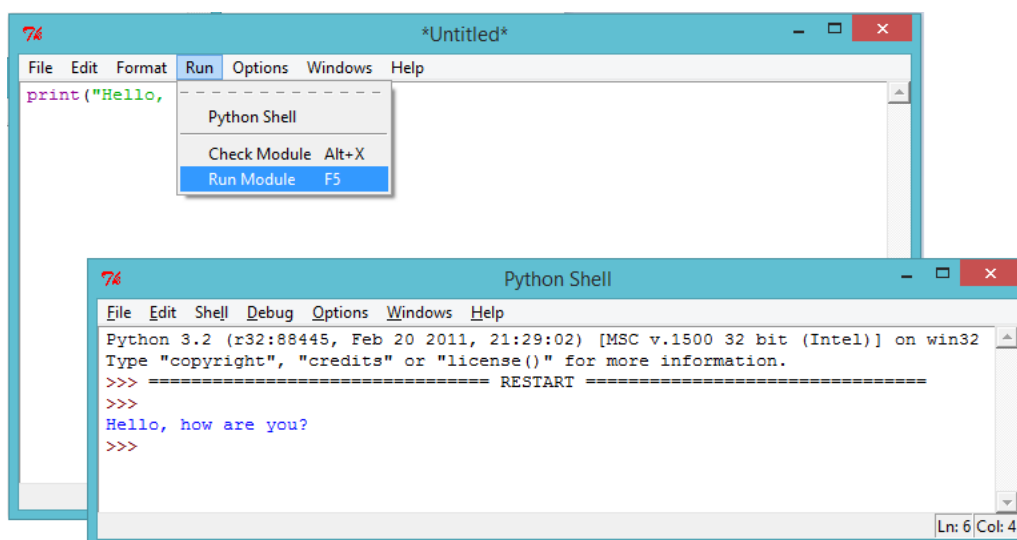 *Untitled*
File Edit Format Run Options Windows Help
print("Hello,
Python Shell
Check Module Alt+X
Run Module F5
Python Shell
File Edit Shell Debug Options Windows Help
Python 3.2 (r32:88445, Feb 20 2011, 21:29:02) [MSC v.1500 32 bit (Intel)] on win32
Type "copyright", "credits" or "license()" for more information.
>>> ================================ RESTART ================================
>>>
Hello, how are you?
>>>
Ln: 6 Col: 4